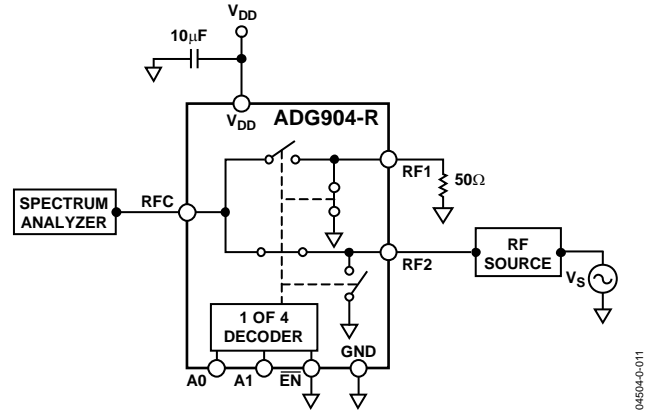 V_DD
10μF
V_DD
ADG904-R
RF1
50Ω
SPECTRUM
ANALYZER
RFC
RF2
RF
SOURCE
V_S
1 OF 4
DECODER
GND
A0
A1
E̅N̅
04504-0-011